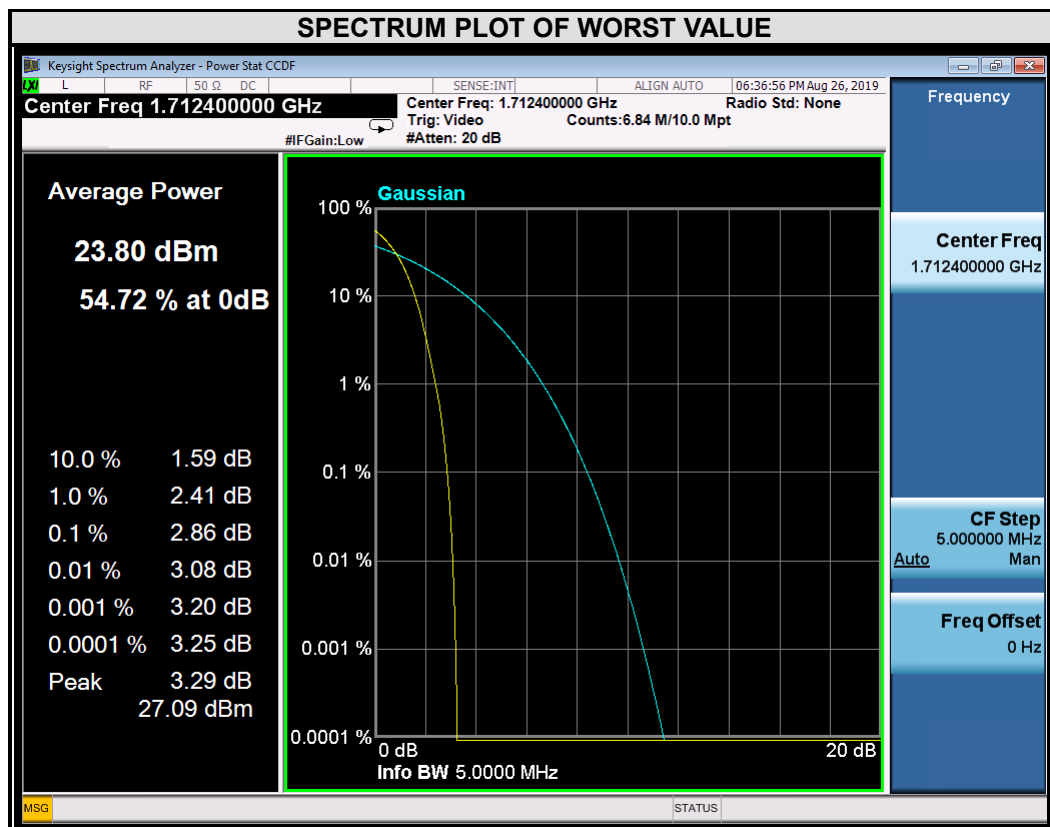 SPECTRUM PLOT OF WORST VALUE
Keysight Spectrum Analyzer - Power Stat CCDF
LXI L RF 50 Ω DC SENSE:INT ALIGN AUTO 06:36:56 PM Aug 26, 2019
Center Freq 1.712400000 GHz
Center Freq: 1.712400000 GHz Radio Std: None
Trig: Video Counts:6.84 M/10.0 Mpt
#IFGain:Low #Atten: 20 dB
Frequency
Average Power
23.80 dBm
54.72 % at 0dB
10.0 % 1.59 dB
1.0 % 2.41 dB
0.1 % 2.86 dB
0.01 % 3.08 dB
0.001 % 3.20 dB
0.0001 % 3.25 dB
Peak 3.29 dB
27.09 dBm
Gaussian
100 %
10 %
1 %
0.1 %
0.01 %
0.001 %
0.0001 %
0 dB 20 dB
Info BW 5.0000 MHz
Center Freq
1.712400000 GHz
CF Step
5.000000 MHz
Auto Man
Freq Offset
0 Hz
MSG STATUS